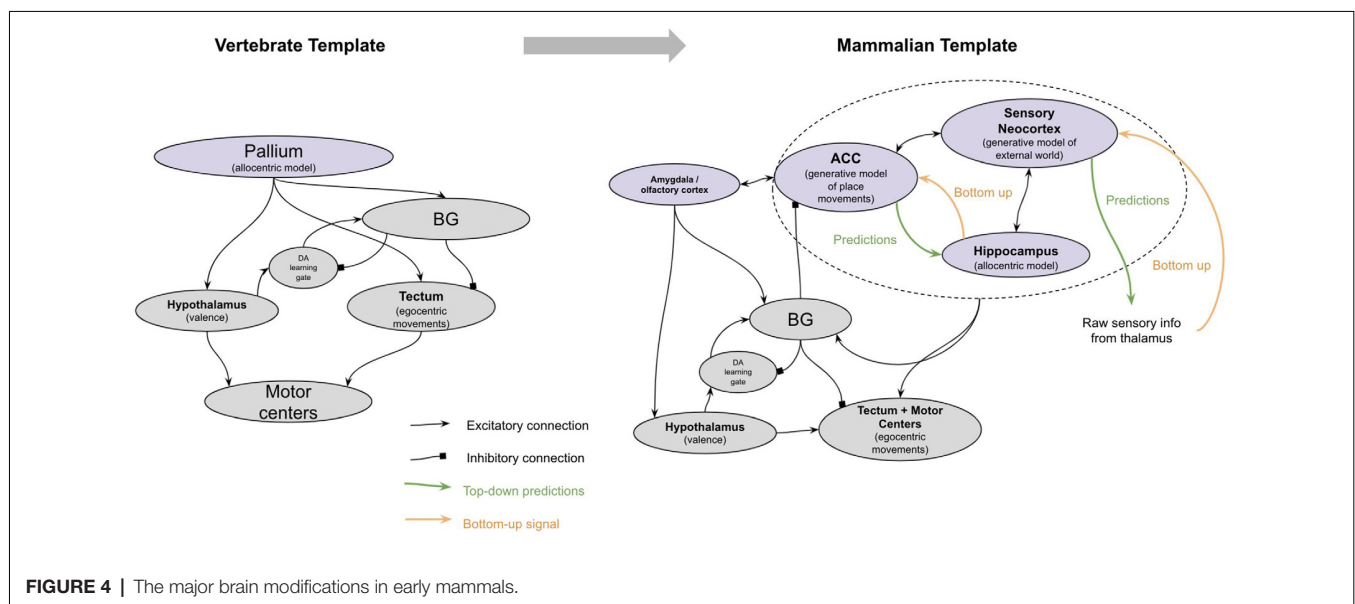 Vertebrate Template
Mammalian Template
Pallium
(allocentric model)
BG
DA
learning
gate
Hypothalamus
(valence)
Tectum
(egocentric
movements)
Motor
centers
Sensory
Neocortex
(generative model of
external world)
ACC
(generative model
of place
movements)
Amygdala /
olfactory cortex
Bottom up
Predictions
Predictions
Hippocampus
(allocentric model)
Bottom up
Raw sensory info
from thalamus
BG
DA
learning
gate
Hypothalamus
(valence)
Tectum + Motor
Centers
(egocentric
movements)
Excitatory connection
Inhibitory connection
Top-down predictions
Bottom-up signal
FIGURE 4 | The major brain modifications in early mammals.